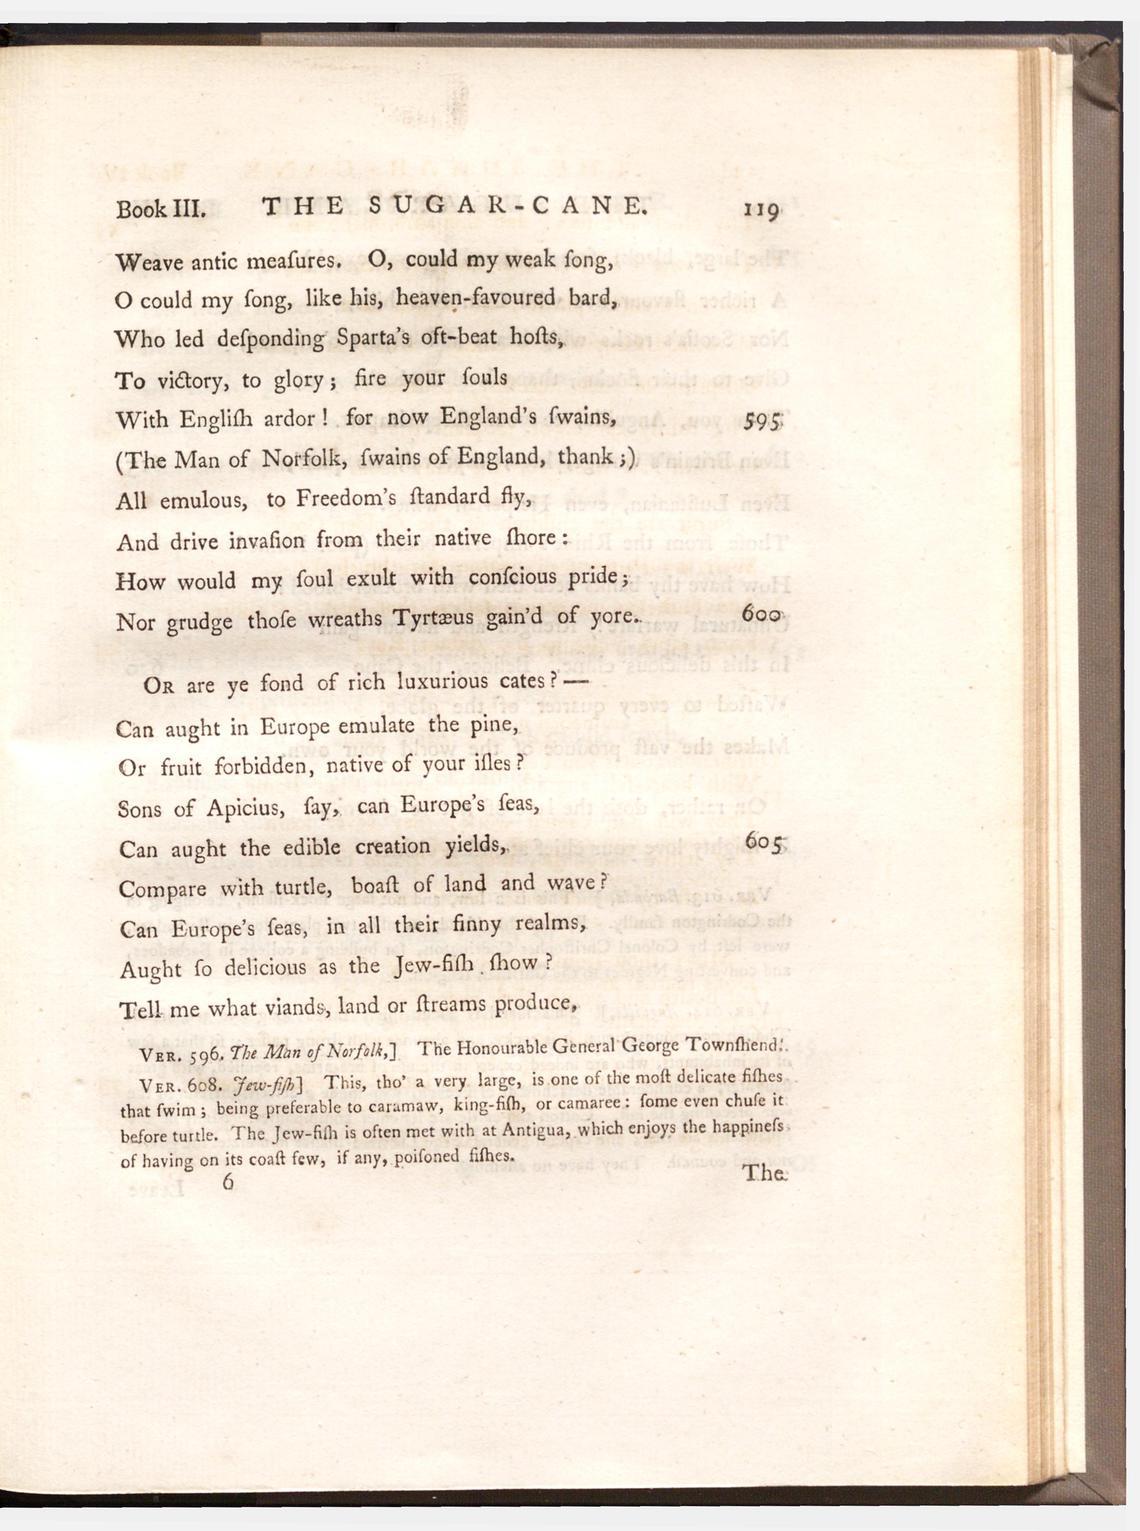 Book III. THE SUGAR-CANE. 119
Weave antic meaſures. O, could my weak ſong,
O could my ſong, like his, heaven-favoured bard,
Who led deſponding Sparta's oft-beat hoſts,
To victory, to glory; fire your ſouls
With Engliſh ardor! for now England's ſwains, 595
(The Man of Norfolk, ſwains of England, thank;)
All emulous, to Freedom's ſtandard fly,
And drive invaſion from their native ſhore:
How would my ſoul exult with conſcious pride;
Nor grudge thoſe wreaths Tyrtæus gain'd of yore. 600
OR are ye fond of rich luxurious cates?—
Can aught in Europe emulate the pine,
Or fruit forbidden, native of your iſles?
Sons of Apicius, ſay, can Europe's ſeas,
Can aught the edible creation yields, 605
Compare with turtle, boaſt of land and wave?
Can Europe's ſeas, in all their finny realms,
Aught ſo delicious as the Jew-fiſh ſhow?
Tell me what viands, land or ſtreams produce,
VER. 596. The Man of Norfolk,] The Honourable General George Townſhend.
VER. 608. Jew-fiſh] This, tho' a very large, is one of the moſt delicate fiſhes
that ſwim; being preferable to caramaw, king-fiſh, or camaree: ſome even chuſe it
before turtle. The Jew-fiſh is often met with at Antigua, which enjoys the happineſs
of having on its coaſt few, if any, poiſoned fiſhes.
6 The